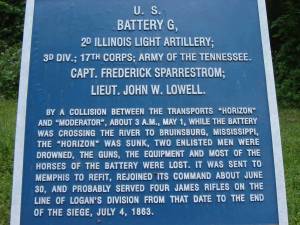 U. S.
BATTERY G,
2D ILLINOIS LIGHT ARTILLERY;
3D DIV.; 17TH CORPS; ARMY OF THE TENNESSEE.
CAPT. FREDERICK SPARRESTROM;
LIEUT. JOHN W. LOWELL.
BY A COLLISION BETWEEN THE TRANSPORTS "HORIZON"
AND "MODERATOR", ABOUT 3 A.M., MAY 1, WHILE THE BATTERY
WAS CROSSING THE RIVER TO BRUINSBURG, MISSISSIPPI,
THE "HORIZON" WAS SUNK, TWO ENLISTED MEN WERE
DROWNED, THE GUNS, THE EQUIPMENT AND MOST OF THE
HORSES OF THE BATTERY WERE LOST. IT WAS SENT TO
MEMPHIS TO REFIT, REJOINED ITS COMMAND ABOUT JUNE
30, AND PROBABLY SERVED FOUR JAMES RIFLES ON THE
LINE OF LOGAN'S DIVISION FROM THAT DATE TO THE END
OF THE SIEGE, JULY 4, 1863.